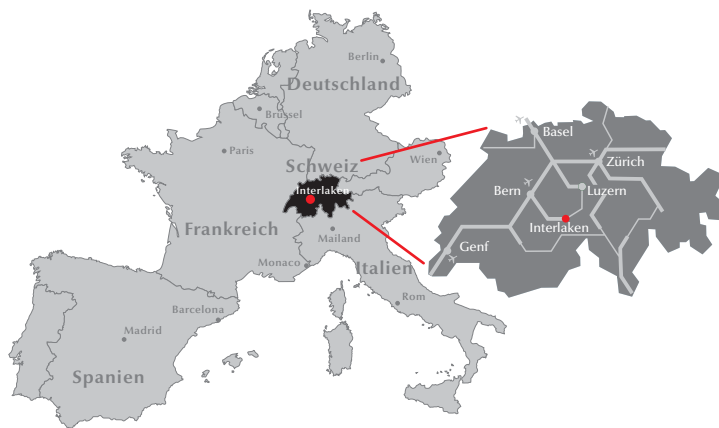 Berlin
Deutschland
Brüssel
Paris
Schweiz
Wien
Interlaken
Frankreich
Mailand
Monaco
Italien
Barcelona
Rom
Madrid
Spanien
Basel
Zürich
Bern
Luzern
Interlaken
Genf